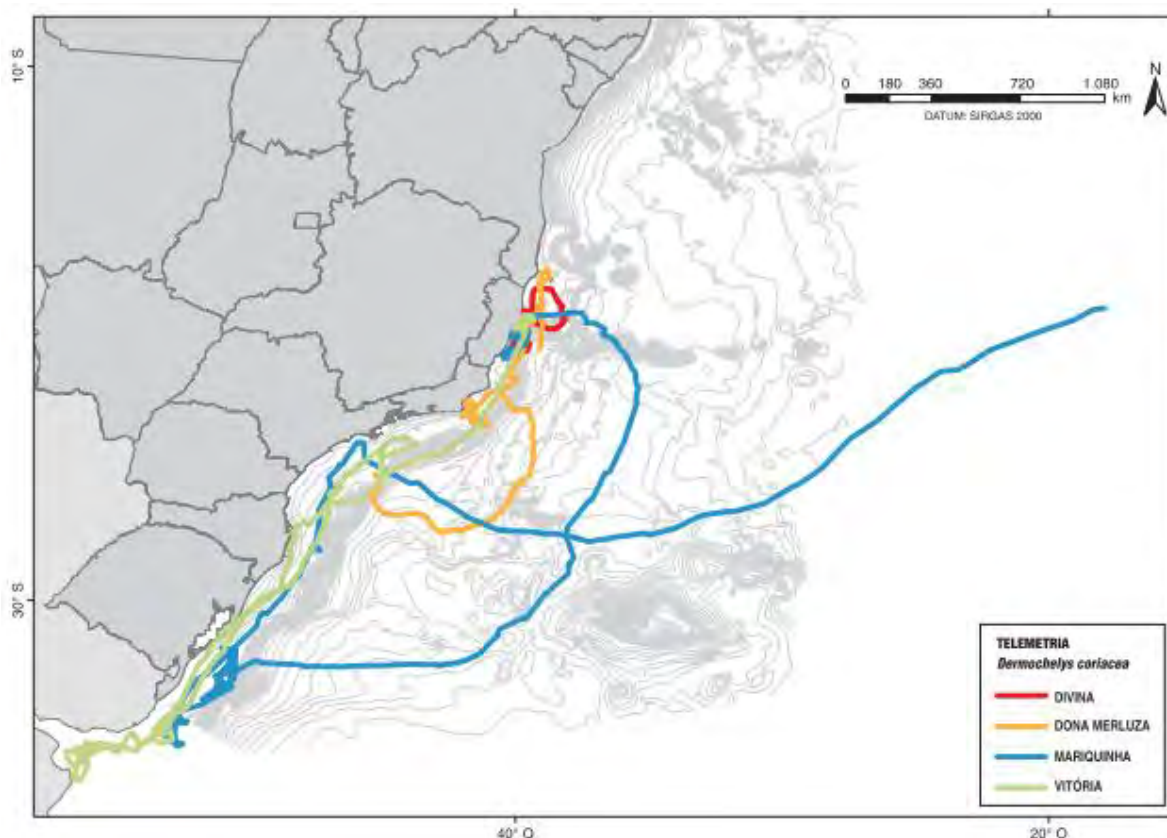 10° S
0 180 360 720 1.080
km
DATUM: SIRGAS 2000
N
30° S
TELEMETRIA
Dermochelys coriacea
DIVINA
DONA MERLUZA
MARIQUINHA
VITÓRIA
40° O
20° O